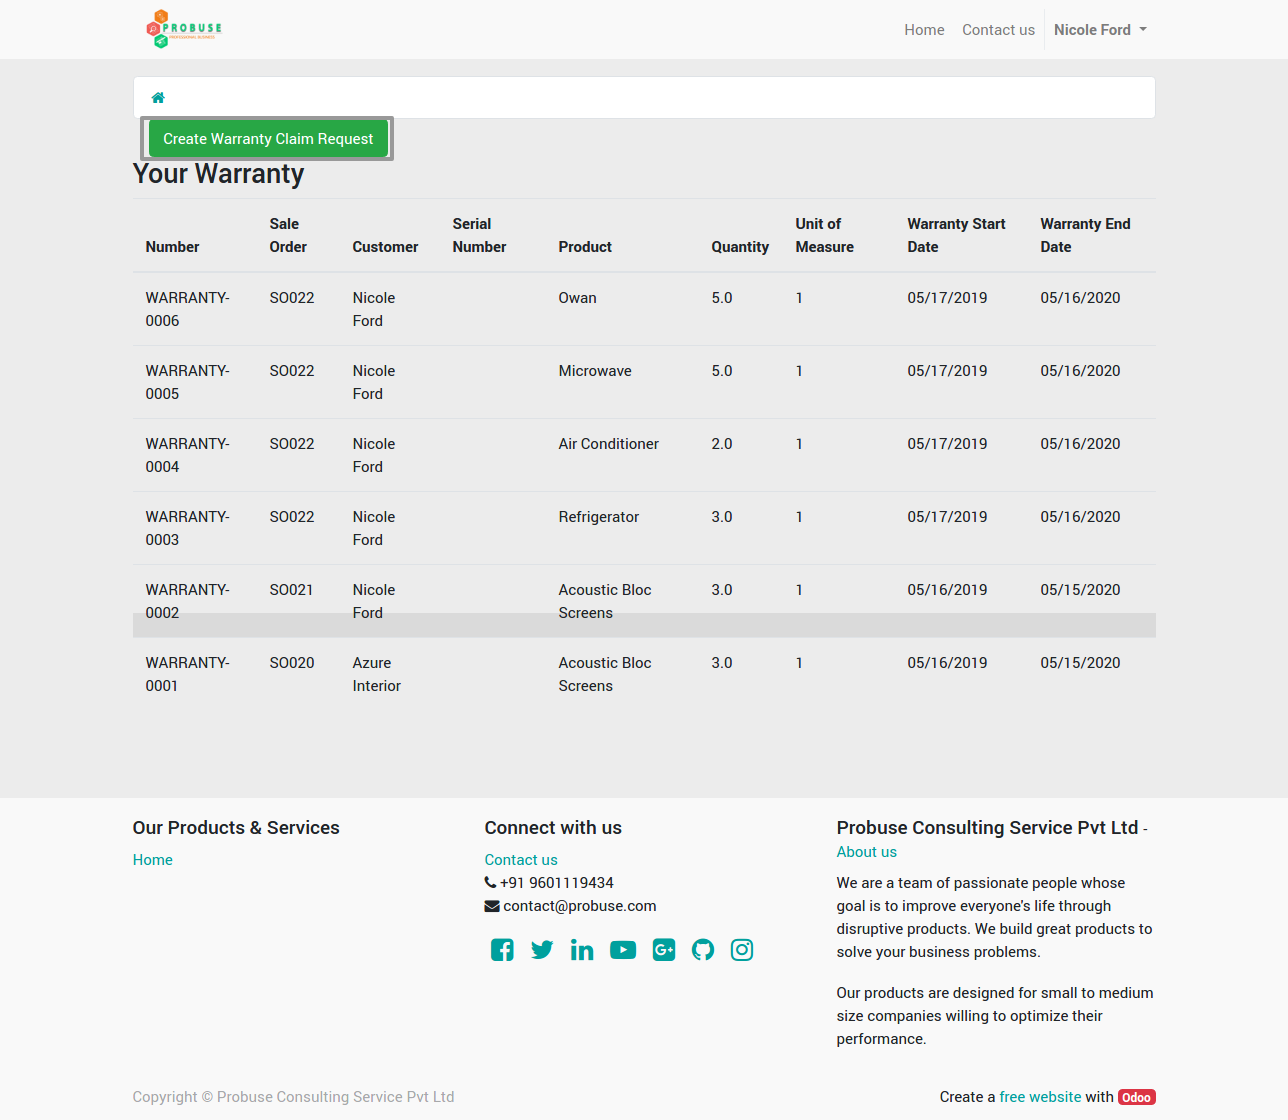 PROBUSE
PROFESSIONAL BUSINESS
Home Contact us Nicole Ford
Create Warranty Claim Request
Your Warranty
Number Sale Order Customer Serial Number Product Quantity Unit of Measure Warranty Start Date Warranty End Date
WARRANTY-0006 SO022 Nicole Ford Owan 5.0 1 05/17/2019 05/16/2020
WARRANTY-0005 SO022 Nicole Ford Microwave 5.0 1 05/17/2019 05/16/2020
WARRANTY-0004 SO022 Nicole Ford Air Conditioner 2.0 1 05/17/2019 05/16/2020
WARRANTY-0003 SO022 Nicole Ford Refrigerator 3.0 1 05/17/2019 05/16/2020
WARRANTY-0002 SO021 Nicole Ford Acoustic Bloc Screens 3.0 1 05/16/2019 05/15/2020
WARRANTY-0001 SO020 Azure Interior Acoustic Bloc Screens 3.0 1 05/16/2019 05/15/2020
Our Products & Services
Home
Connect with us
Contact us
+91 9601119434
contact@probuse.com
Probuse Consulting Service Pvt Ltd -
About us
We are a team of passionate people whose
goal is to improve everyone's life through
disruptive products. We build great products to
solve your business problems.
Our products are designed for small to medium
size companies willing to optimize their
performance.
Copyright © Probuse Consulting Service Pvt Ltd
Create a free website with Odoo